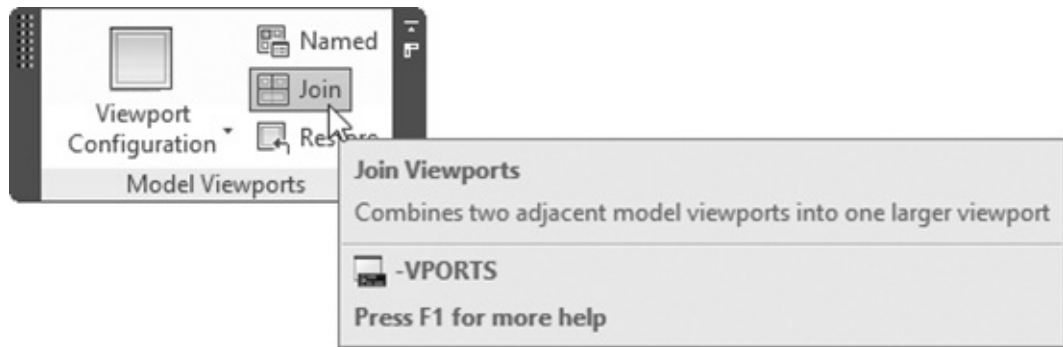 Named
Join
Viewport
Configuration
Model Viewports
Join Viewports
Combines two adjacent model viewports into one larger viewport
-VPORTS
Press F1 for more help